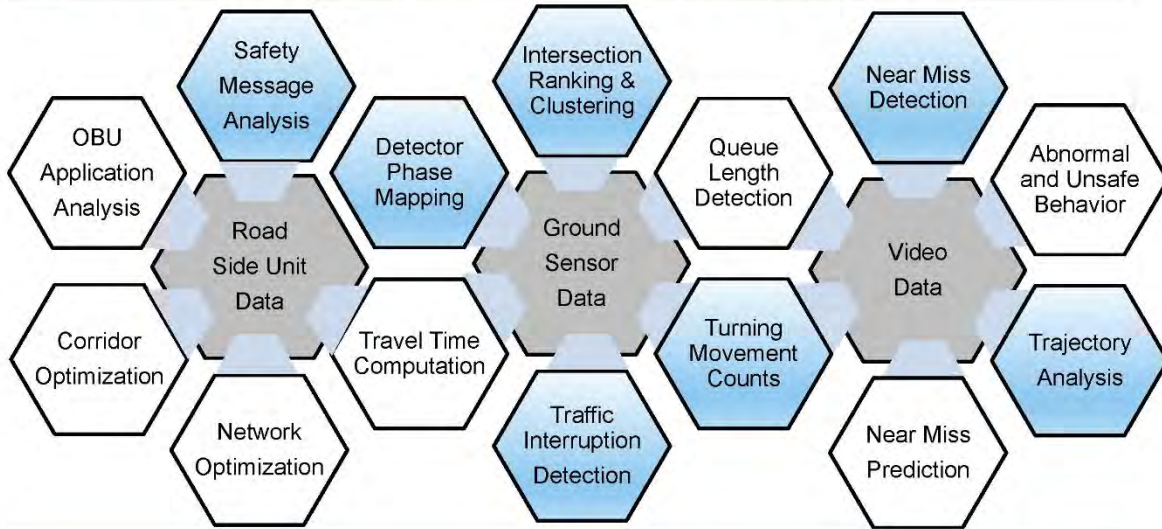 Safety
Message
Analysis
Intersection
Ranking &
Clustering
Near Miss
Detection
OBU
Application
Analysis
Detector
Phase
Mapping
Queue
Length
Detection
Abnormal
and Unsafe
Behavior
Road
Side Unit
Data
Ground
Sensor
Data
Video
Data
Corridor
Optimization
Travel Time
Computation
Turning
Movement
Counts
Trajectory
Analysis
Network
Optimization
Traffic
Interruption
Detection
Near Miss
Prediction